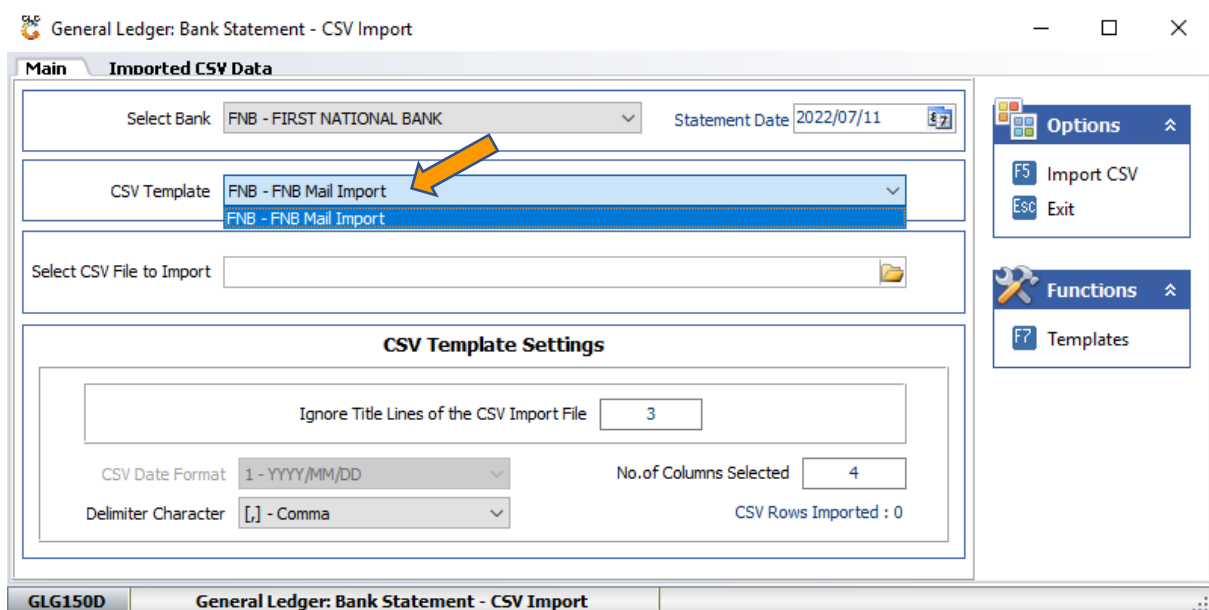 General Ledger: Bank Statement - CSV Import
Main Imported CSV Data
Select Bank FNB - FIRST NATIONAL BANK Statement Date 2022/07/11
CSV Template FNB - FNB Mail Import
FNB - FNB Mail Import
Select CSV File to Import
CSV Template Settings
Ignore Title Lines of the CSV Import File 3
CSV Date Format 1 - YYYY/MM/DD No.of Columns Selected 4
Delimiter Character [,] - Comma CSV Rows Imported : 0
Options
F5 Import CSV
Esc Exit
Functions
F7 Templates
GLG150D General Ledger: Bank Statement - CSV Import